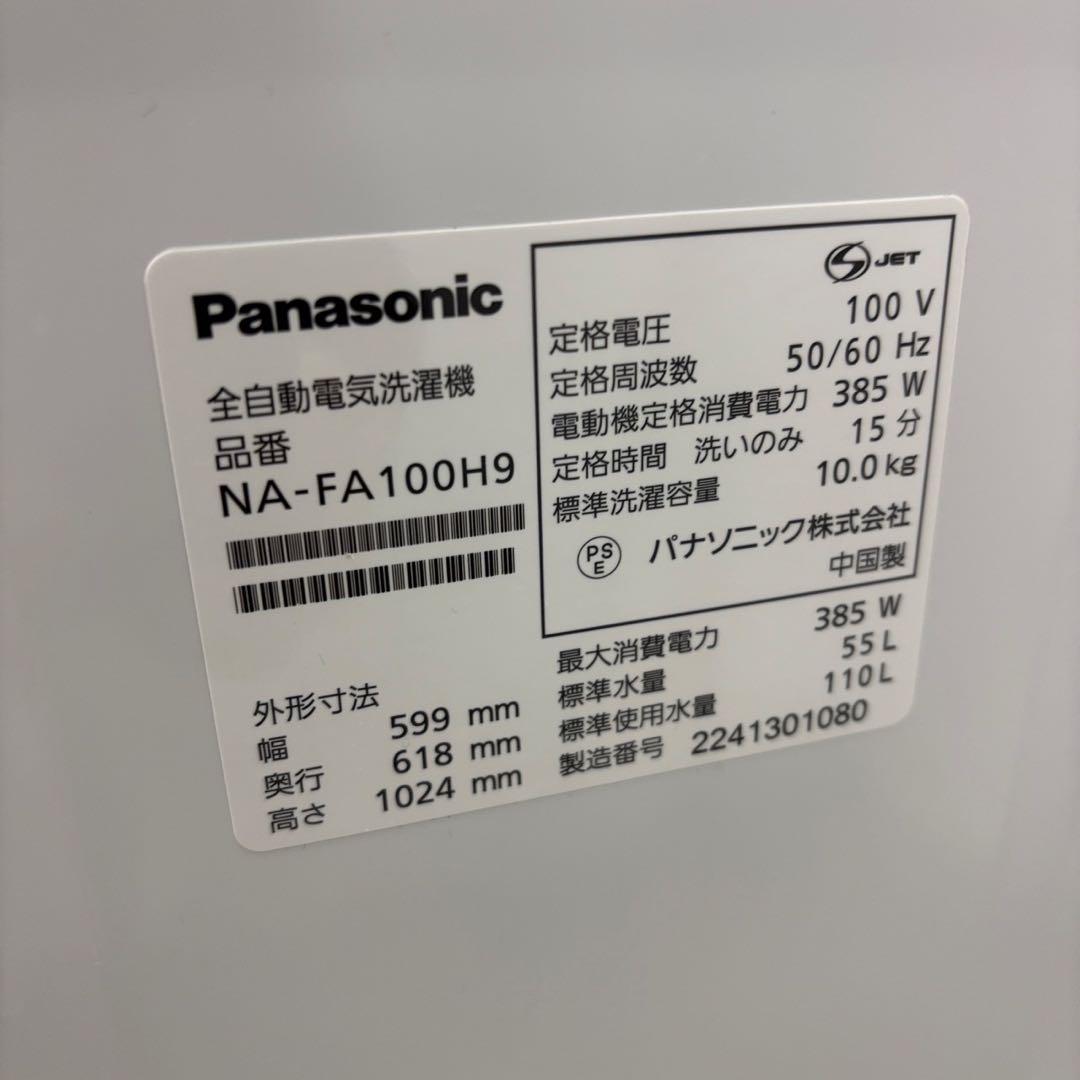 Panasonic
全自動電気洗濯機
品番
NA-FA100H9
外形寸法
幅 599 mm
奥行 618 mm
高さ 1024 mm
S JET
定格電圧 100 V
定格周波数 50/60 Hz
電動機定格消費電力 385 W
定格時間 洗いのみ 15 分
標準洗濯容量 10.0 kg
PS E パナソニック株式会社
中国製
最大消費電力 385 W
標準水量 55 L
標準使用水量 110 L
製造番号 2241301080